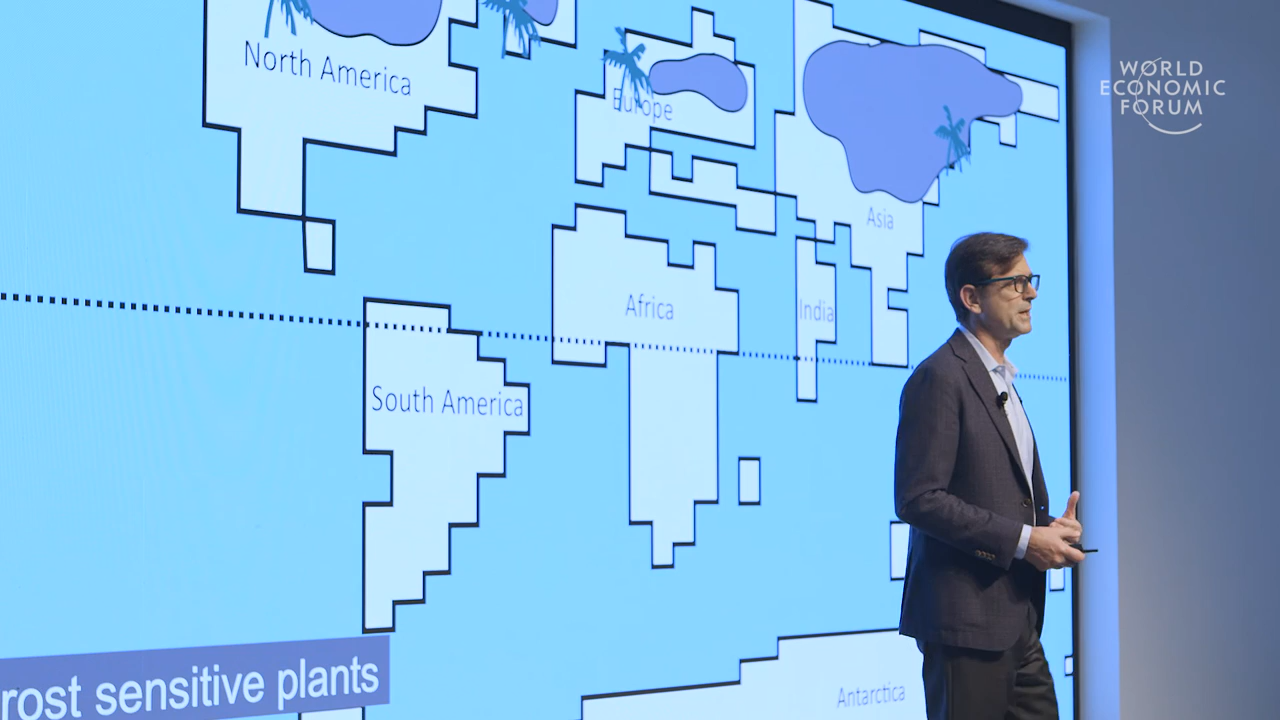 North America
Europe
WORLD
ECONOMIC
FORUM
Asia
Africa
India
South America
rost sensitive plants
Antarctica